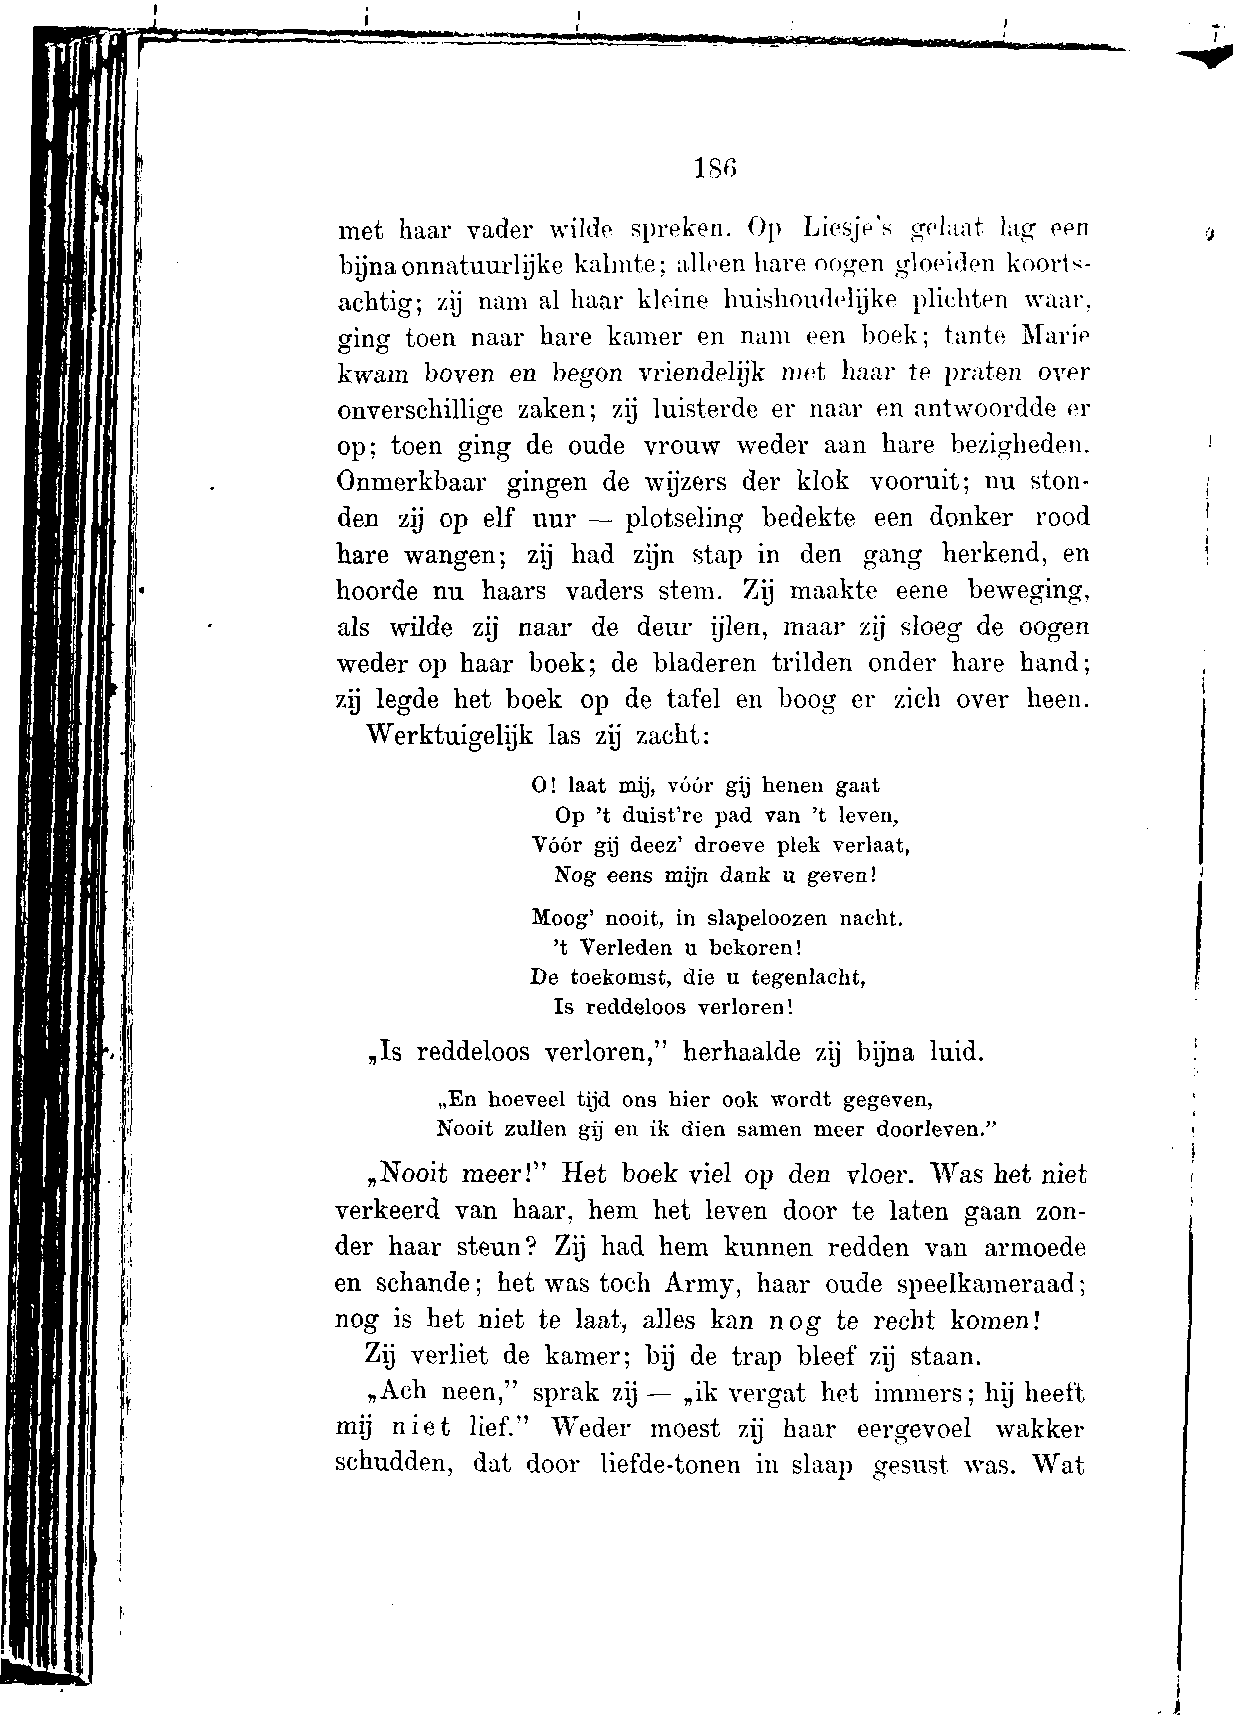 186
met haar vader wilde spreken. Op Liesje's gelaat lag een
bijna onnatuurlijke kalmte; alleen hare oogen gloeiden koorts-
achtig; zij nam al haar kleine huishoudelijke plichten waar,
ging toen naar hare kamer en nam een boek; tante Marie
kwam boven en begon vriendelijk met haar te praten over
onverschillige zaken; zij luisterde er naar en antwoordde er
op; toen ging de oude vrouw weder aan hare bezigheden.
Onmerkbaar gingen de wijzers der klok vooruit; nu ston-
den zij op elf uur — plotseling bedekte een donker rood
hare wangen; zij had zijn stap in den gang herkend, en
hoorde nu haars vaders stem. Zij maakte eene beweging,
als wilde zij naar de deur ijlen, maar zij sloeg de oogen
weder op haar boek; de bladeren trilden onder hare hand;
zij legde het boek op de tafel en boog er zich over heen.
Werktuigelijk las zij zacht:
O! laat mij, vóór gij henen gaat
Op 't duist're pad van 't leven,
Vóór gij deez' droeve plek verlaat,
Nog eens mijn dank u geven!
Moog' nooit, in slapeloozen nacht.
't Verleden u bekoren!
De toekomst, die u tegenlacht,
Is reddeloos verloren!
„Is reddeloos verloren,” herhaalde zij bijna luid.
„En hoeveel tijd ons hier ook wordt gegeven,
Nooit zullen gij en ik dien samen meer doorleven.”
„Nooit meer!” Het boek viel op den vloer. Was het niet
verkeerd van haar, hem het leven door te laten gaan zon-
der haar steun? Zij had hem kunnen redden van armoede
en schande; het was toch Army, haar oude speelkameraad;
nog is het niet te laat, alles kan nog te recht komen!
Zij verliet de kamer; bij de trap bleef zij staan.
„Ach neen,” sprak zij — „ik vergat het immers; hij heeft
mij niet lief.” Weder moest zij haar eergevoel wakker
schudden, dat door liefde-tonen in slaap gesust was. Wat